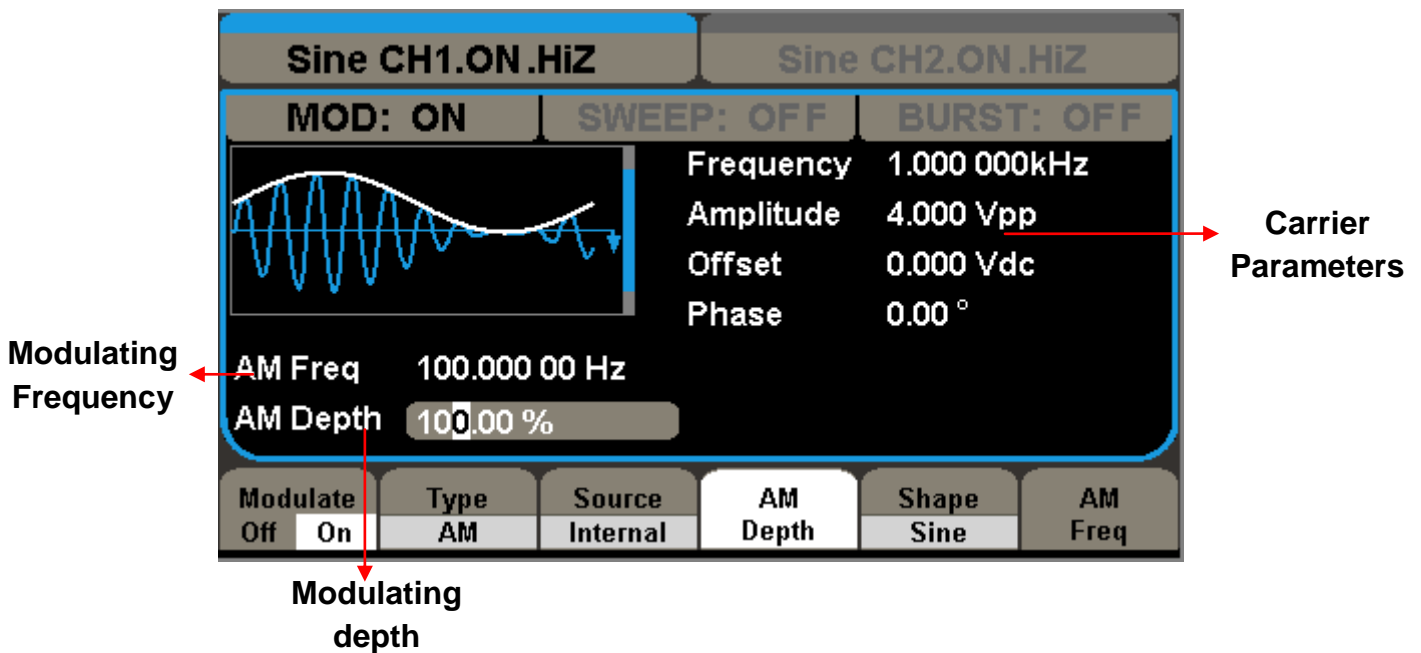 Sine CH1.ON.HiZ
Sine CH2.ON.HiZ
MOD: ON
SWEEP: OFF
BURST: OFF
Frequency 1.000 000kHz
Amplitude 4.000 Vpp
Offset 0.000 Vdc
Phase 0.00 °
Carrier
Parameters
Modulating
Frequency
AM Freq 100.000 00 Hz
AM Depth 100.00 %
Modulate
Off On
Type
AM
Source
Internal
AM
Depth
Shape
Sine
AM
Freq
Modulating
depth